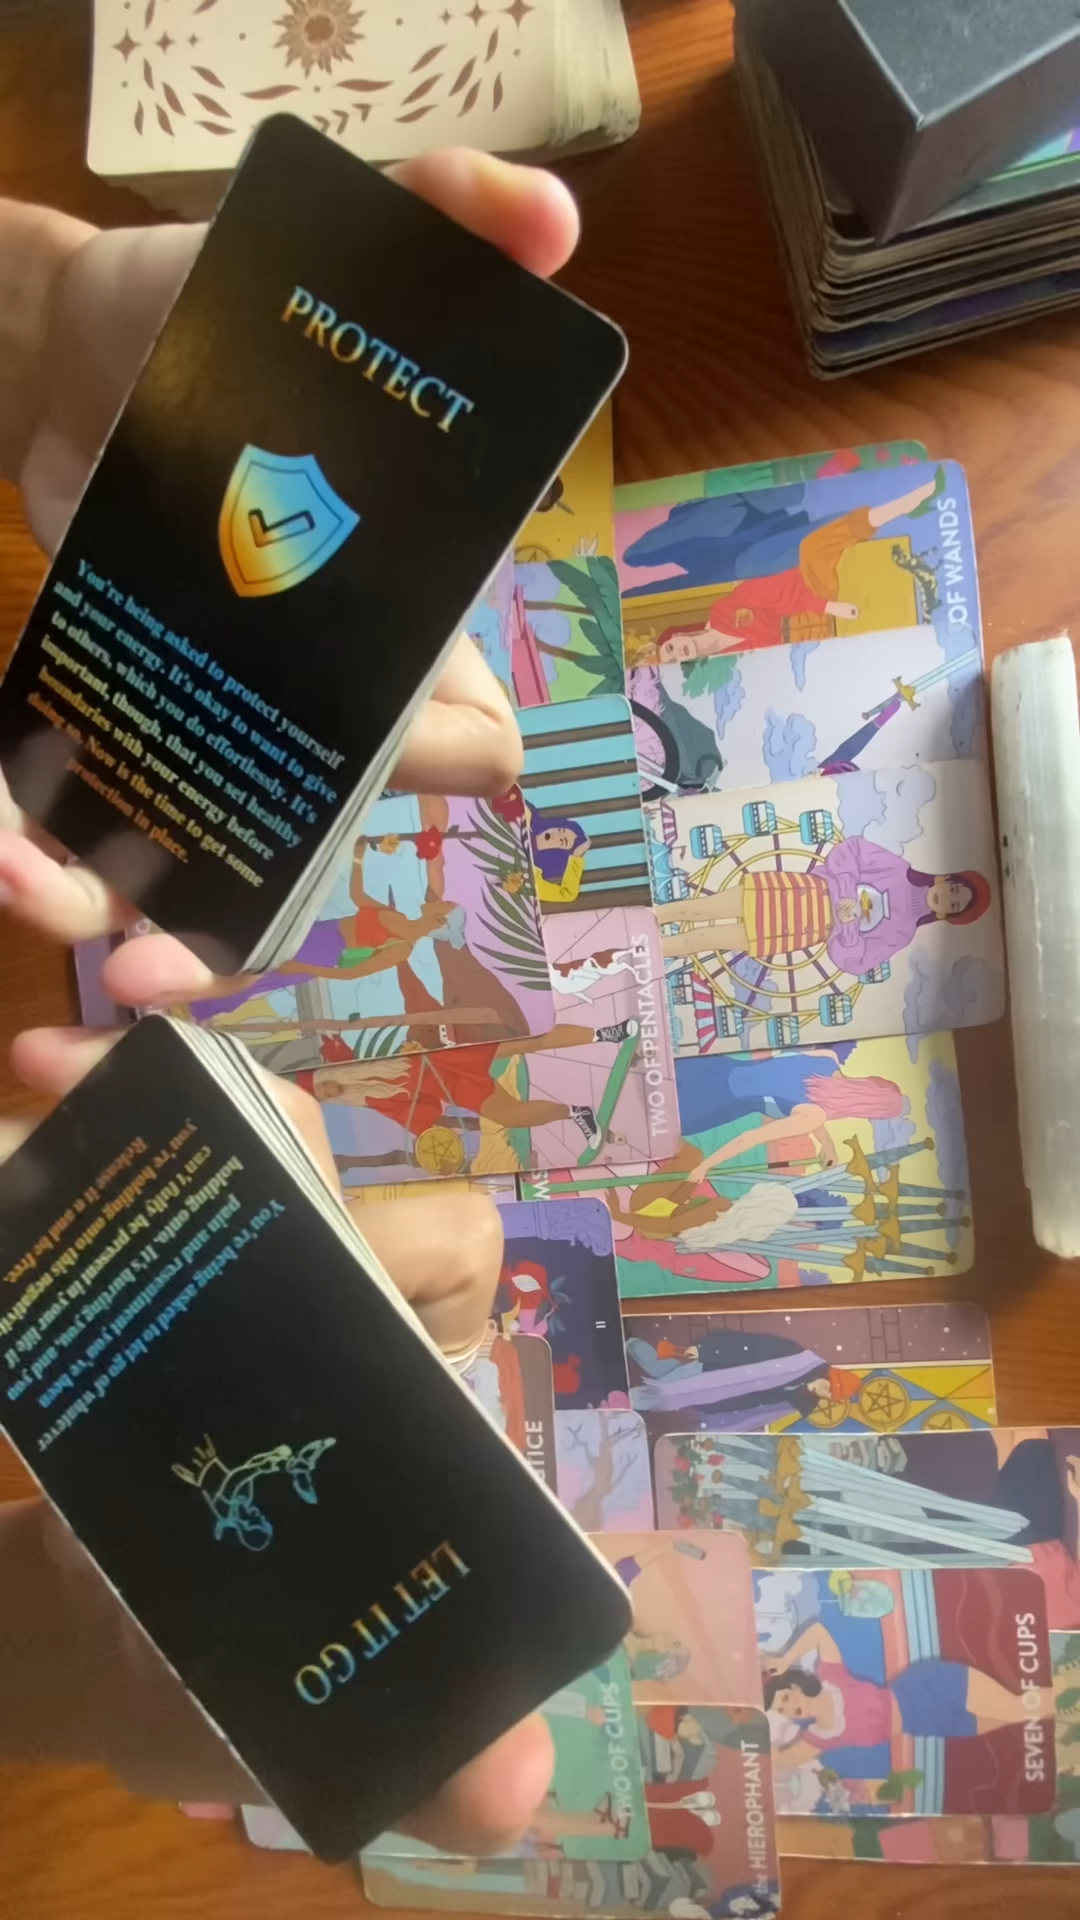 PROTECT
You're being asked to protect yourself
and your energy. It's okay to want to give
to others, which you do effortlessly. It's
important, though, that you set healthy
boundaries with your energy before
doing so. Now is the time to get some
protection in place.
OF WANDS
TWO OF PENTACLES
II
LET IT GO
You're being asked to let go of whatever
pain and resentment you've been
holding onto. It's hurting you, and you
can't fully be present in your life if
you're holding onto this
Release it and be free.
SEVEN OF CUPS
TWO OF CUPS
the HIEROPHANT